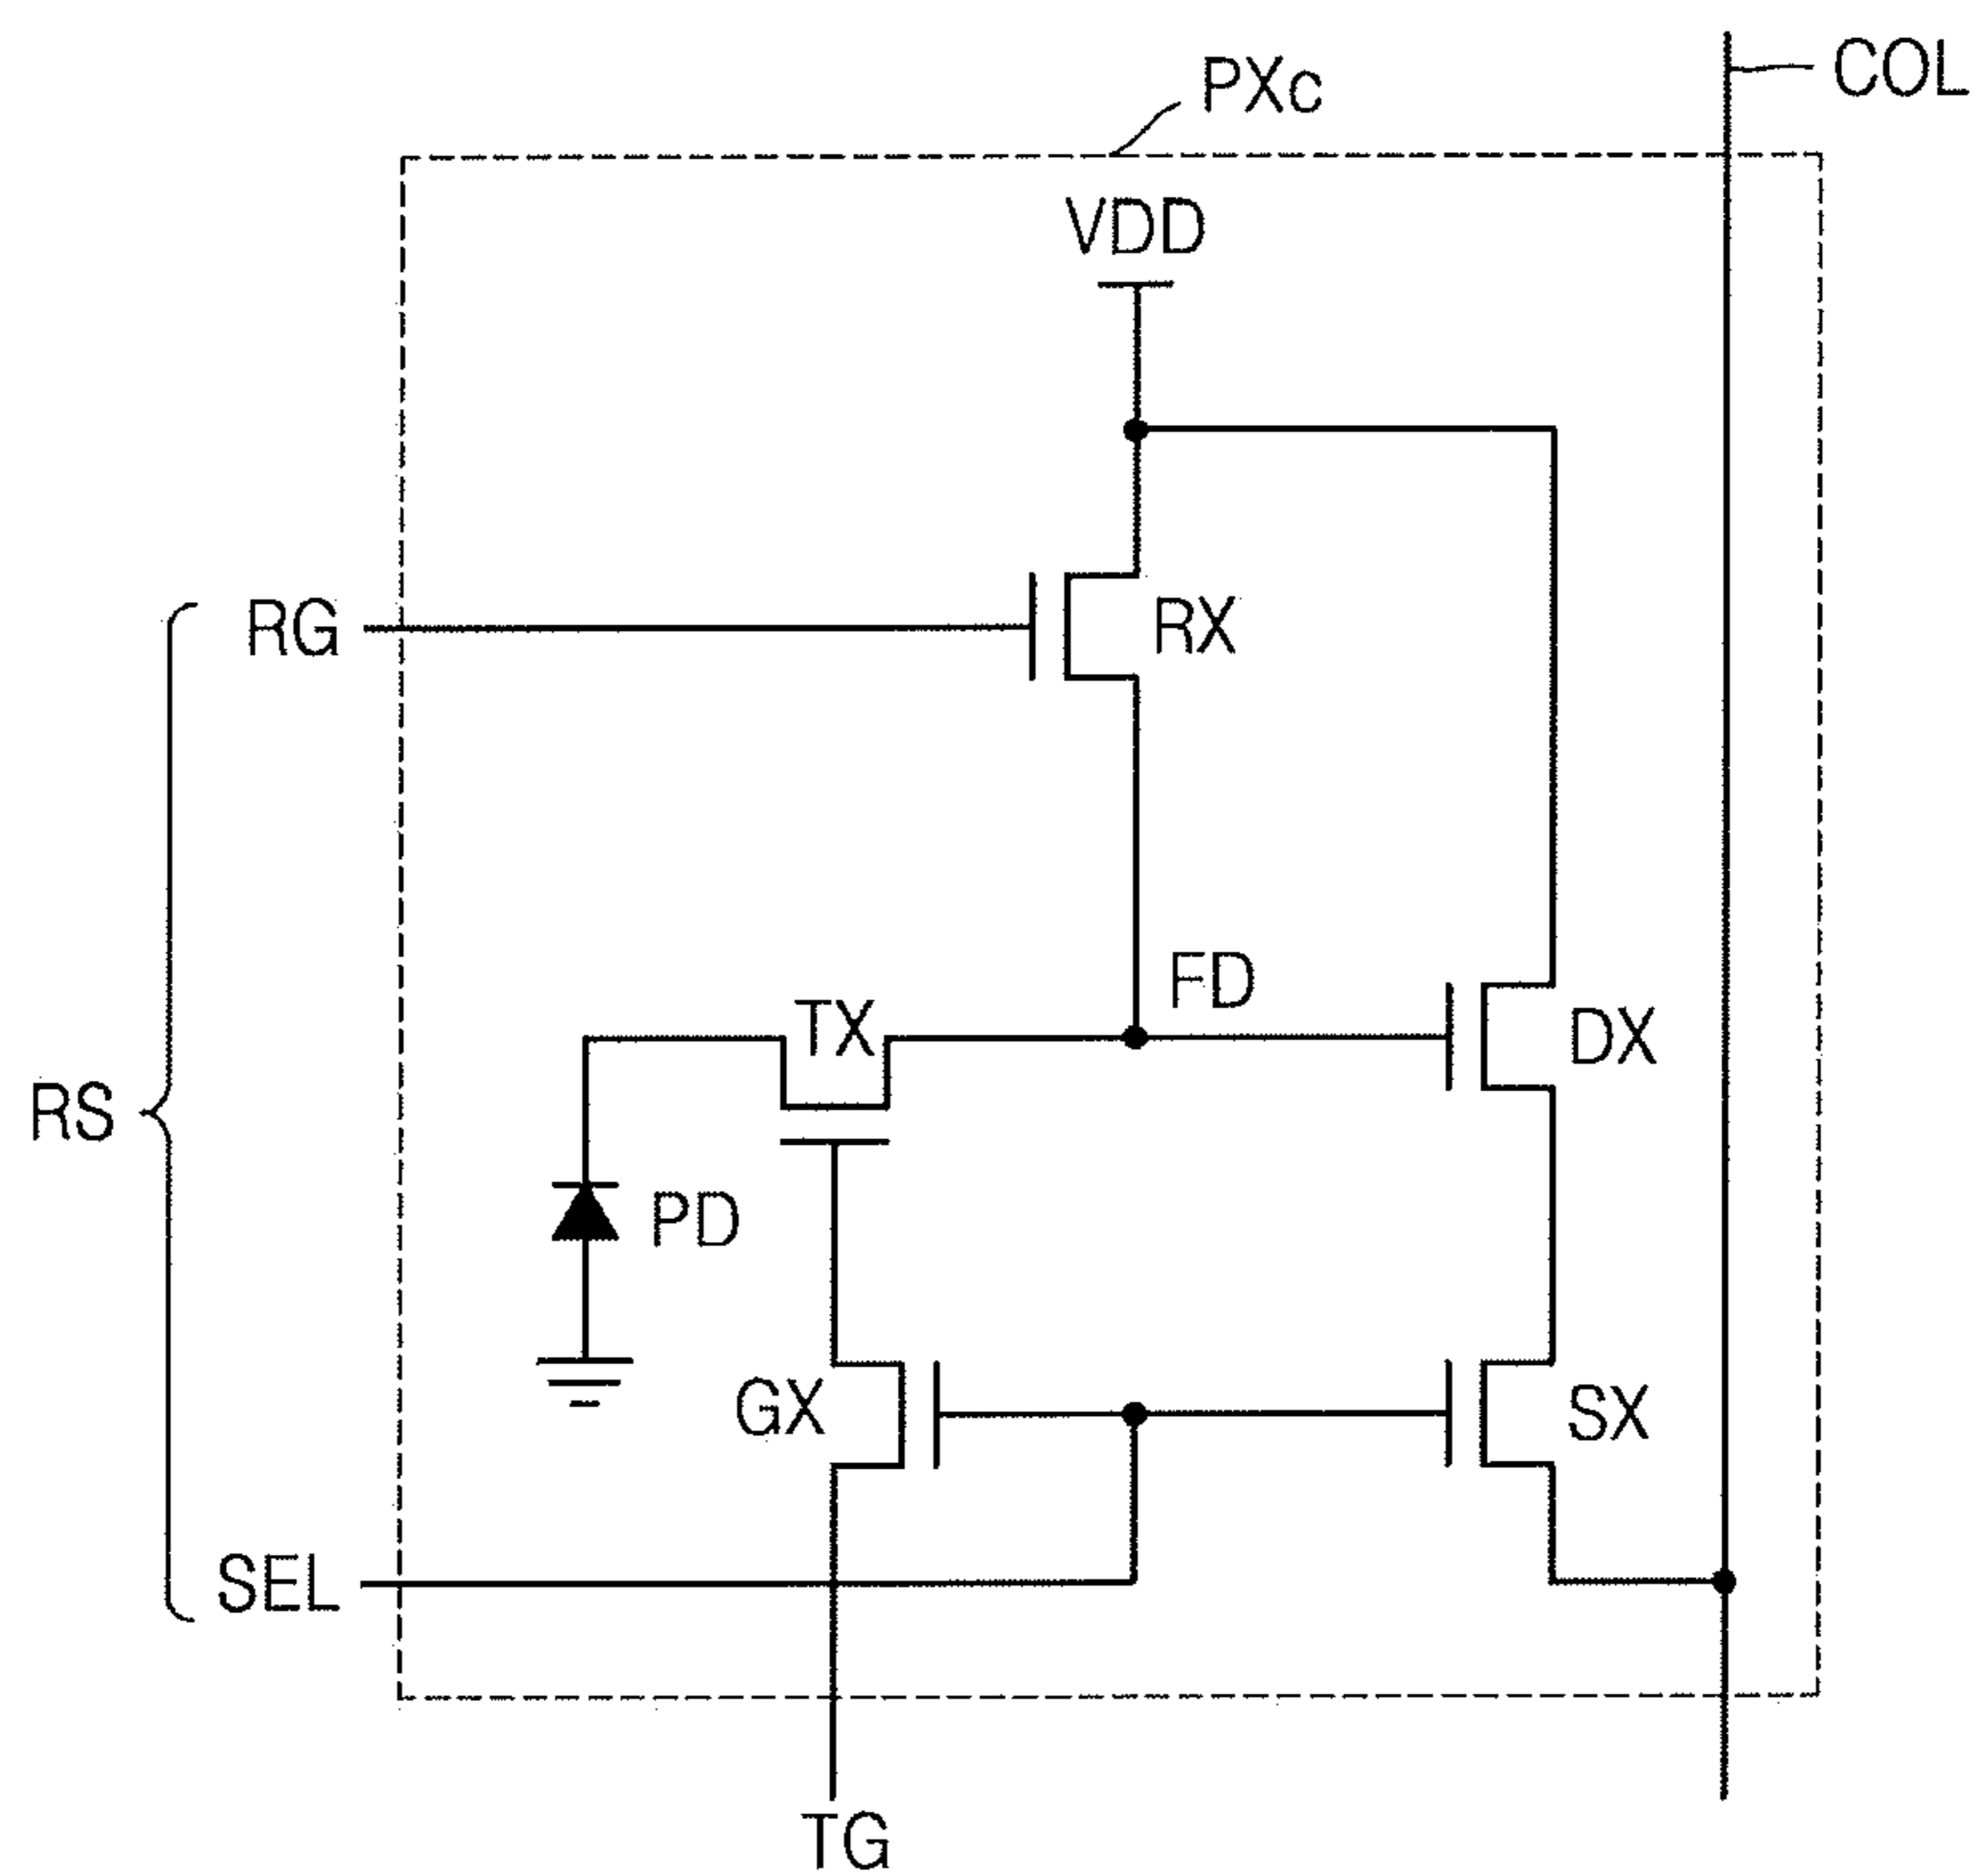 COL
PXc
VDD
RG
RX
FD
TX
DX
RS
PD
GX
SX
SEL
TG